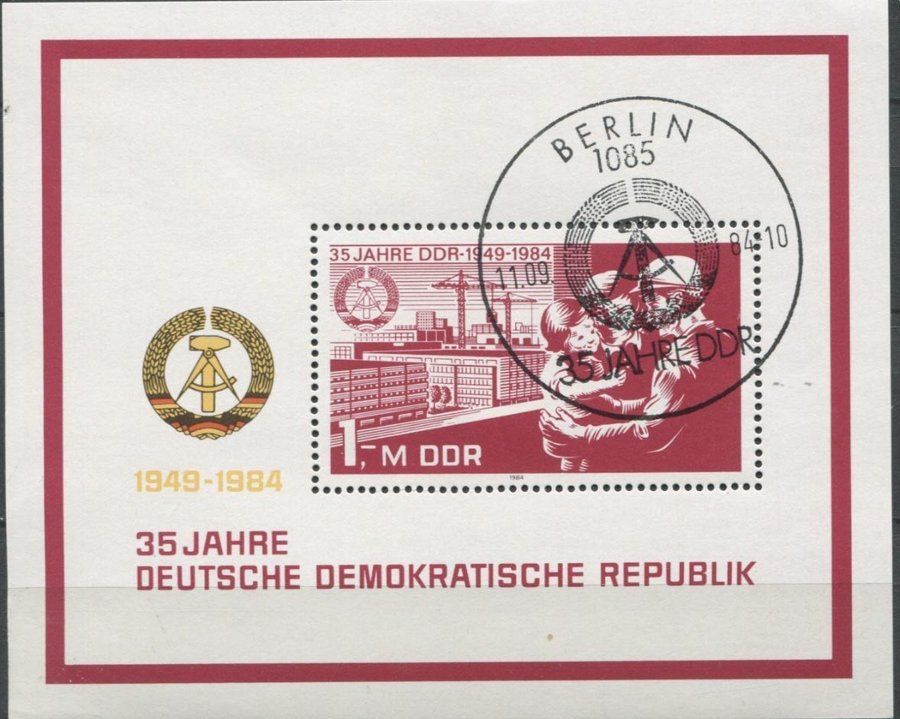 BERLIN
1085
11.09 84-10
35 JAHRE DDR
35 JAHRE DDR·1949-1984
1,- M DDR
1984
1949-1984
35 JAHRE
DEUTSCHE DEMOKRATISCHE REPUBLIK